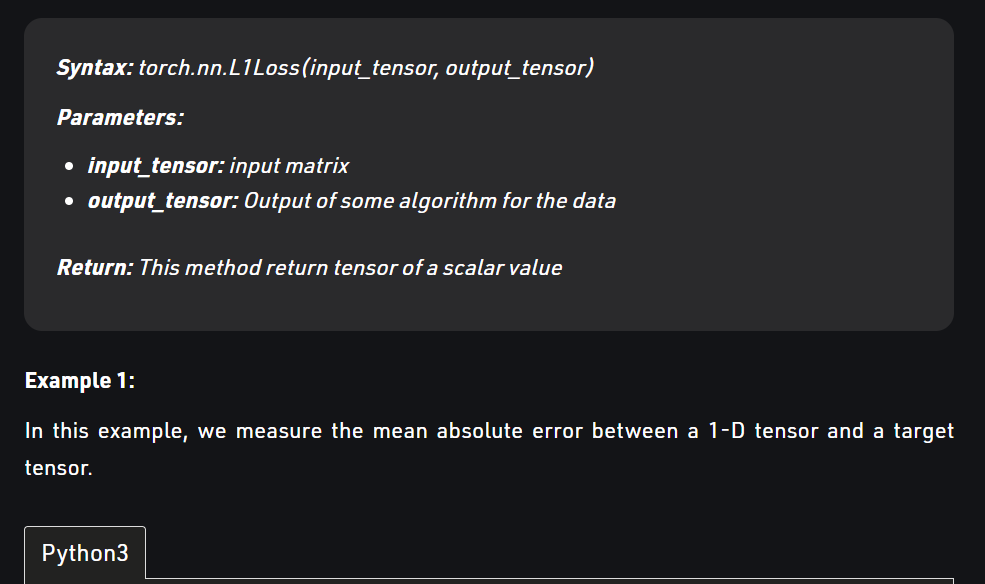 Syntax: torch.nn.L1Loss(input_tensor, output_tensor)
Parameters:
• input_tensor: input matrix
• output_tensor: Output of some algorithm for the data
Return: This method return tensor of a scalar value
Example 1:
In this example, we measure the mean absolute error between a 1-D tensor and a target
tensor.
Python3